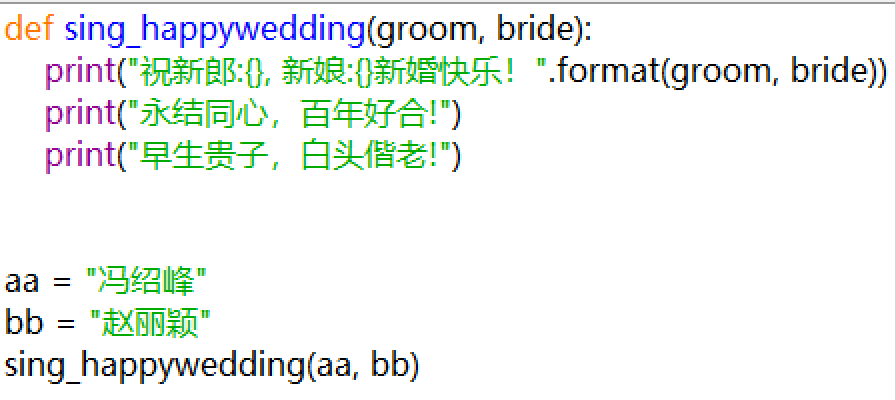 def sing_happywedding(groom, bride):
    print("祝新郎:{}, 新娘:{}新婚快乐！".format(groom, bride))
    print("永结同心，百年好合!")
    print("早生贵子，白头偕老!")
aa = "冯绍峰"
bb = "赵丽颖"
sing_happywedding(aa, bb)